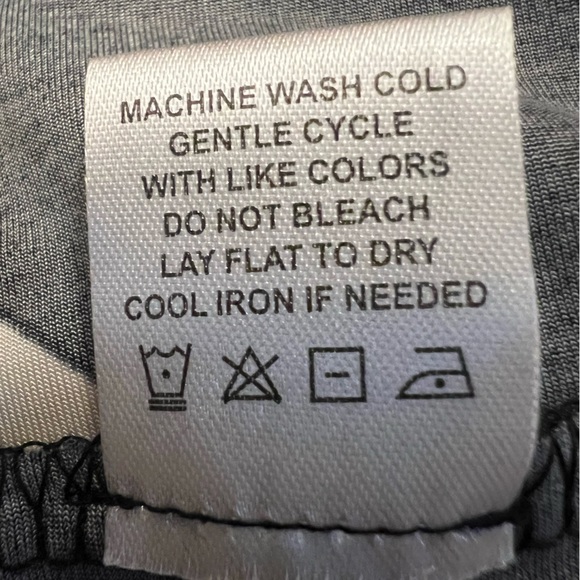 MACHINE WASH COLD
GENTLE CYCLE
WITH LIKE COLORS
DO NOT BLEACH
LAY FLAT TO DRY
COOL IRON IF NEEDED